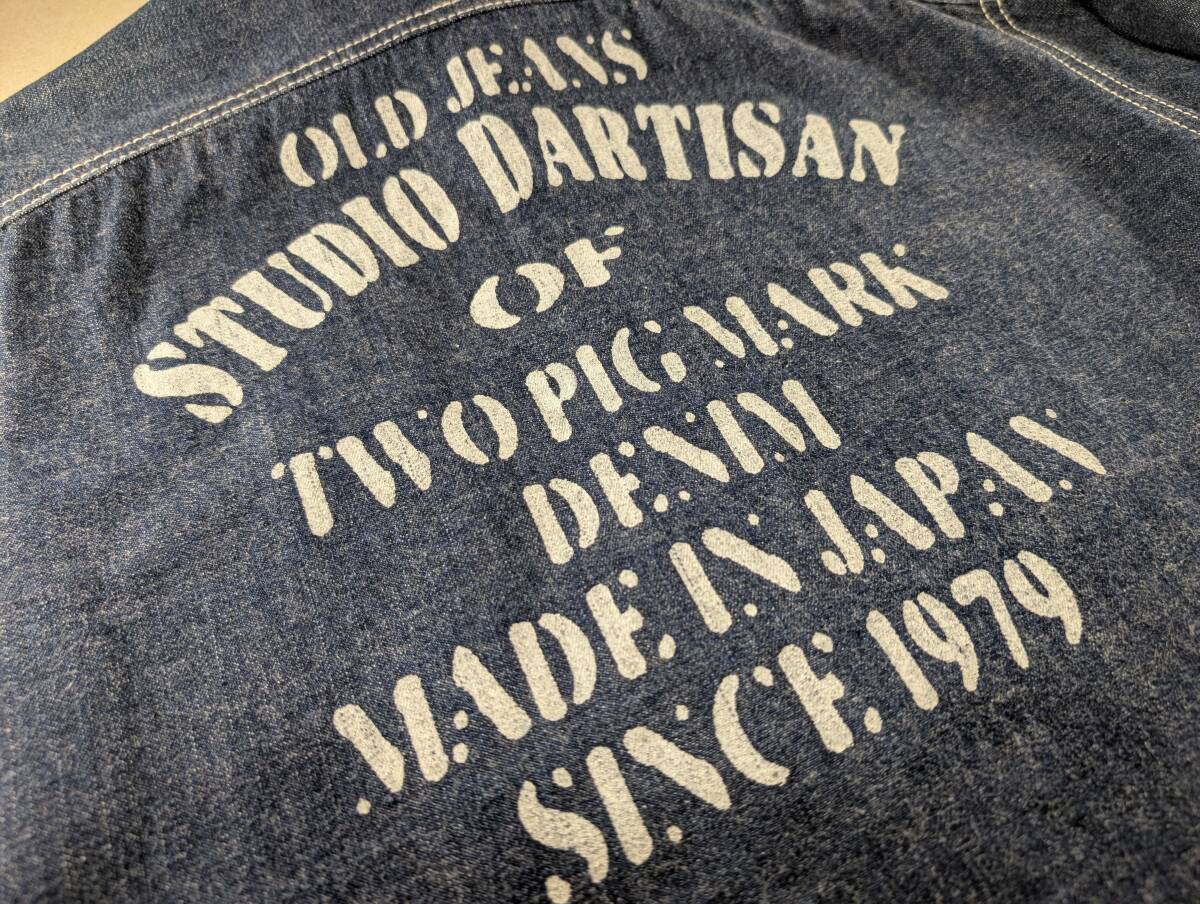 OLD JEANS
STUDIO DARTISAN
OF
TWO PIG MARK
DENIM
MADE IN JAPAN
SINCE 1979